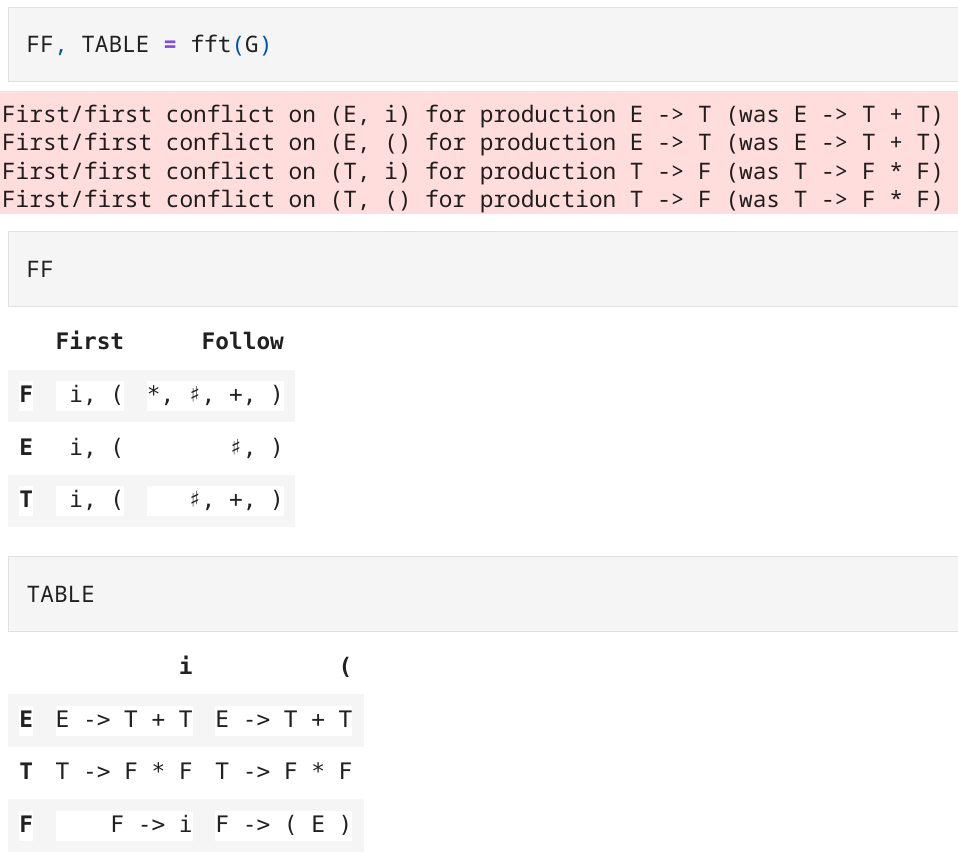 FF, TABLE = fft(G)
First/first conflict on (E, i) for production E -> T (was E -> T + T)
First/first conflict on (E, () for production E -> T (was E -> T + T)
First/first conflict on (T, i) for production T -> F (was T -> F * F)
First/first conflict on (T, () for production T -> F (was T -> F * F)
FF
First Follow
F i, ( *, ♯, +, )
E i, ( ♯, )
T i, ( ♯, +, )
TABLE
i (
E E -> T + T E -> T + T
T T -> F * F T -> F * F
F F -> i F -> ( E )